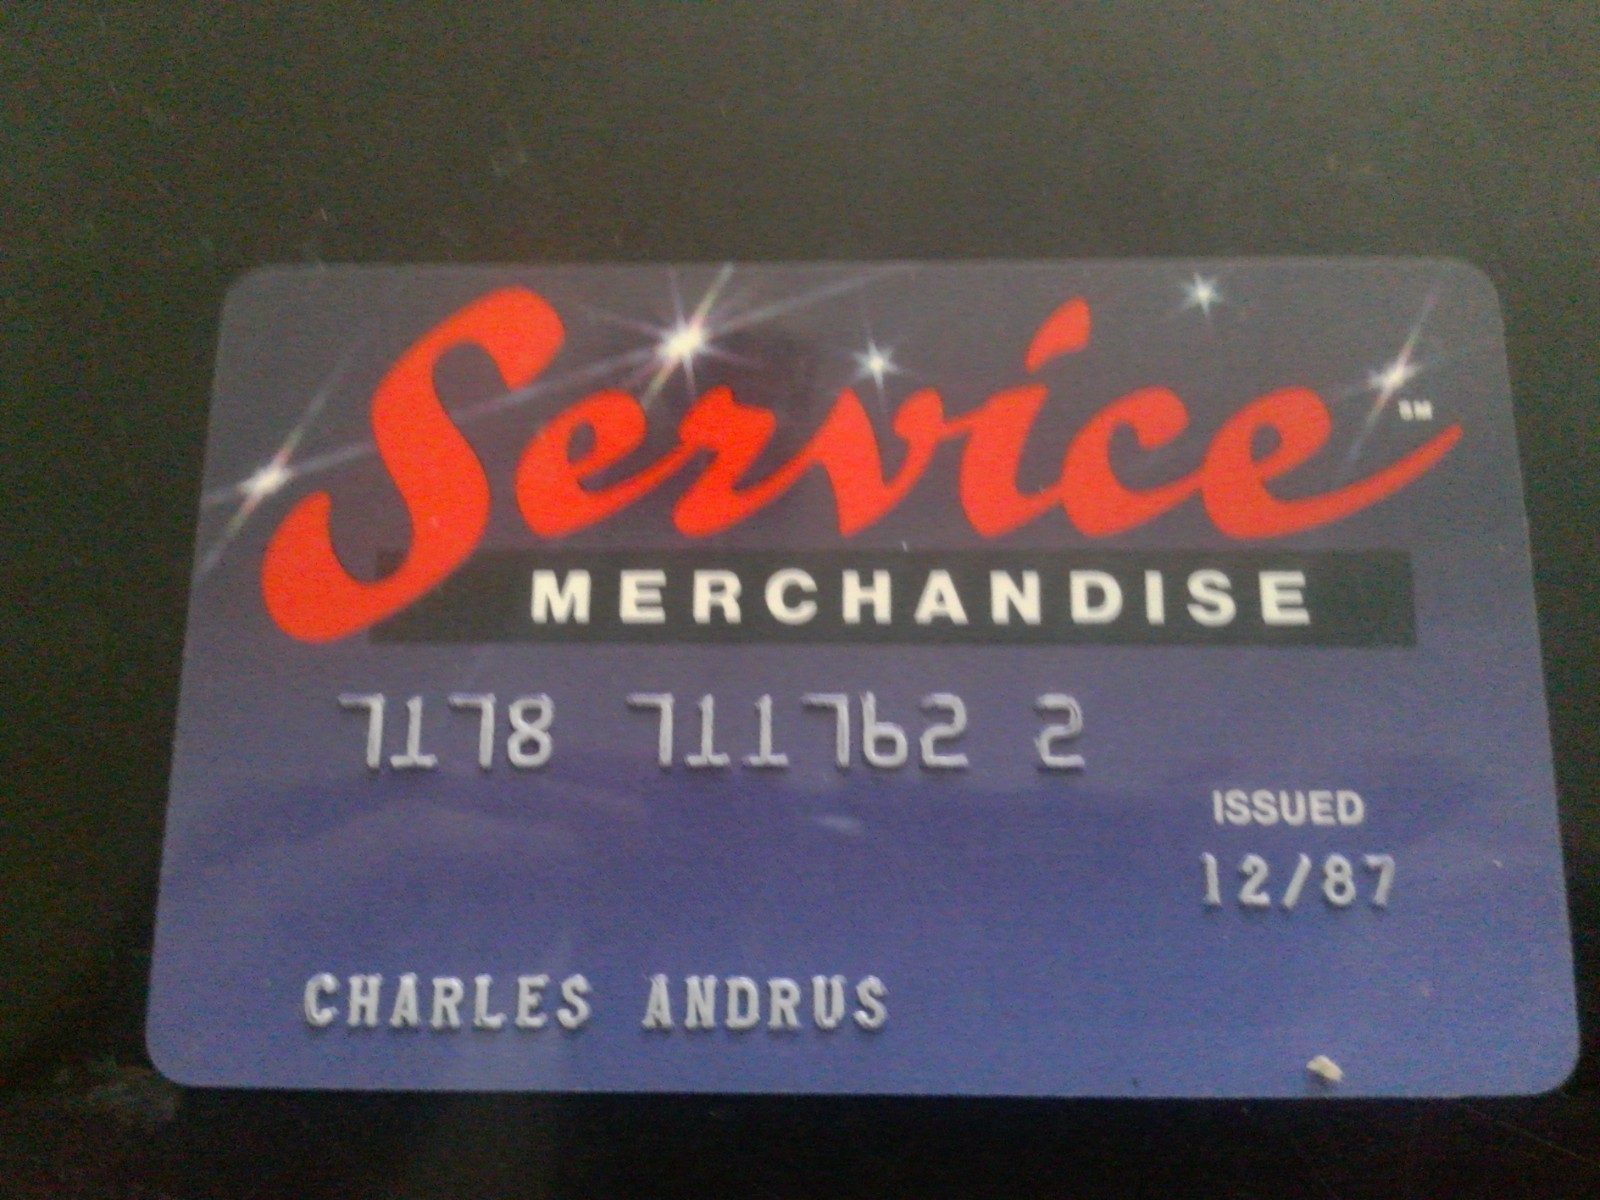 Service
SM
MERCHANDISE
7178 711762 2
ISSUED
12/87
CHARLES ANDRUS